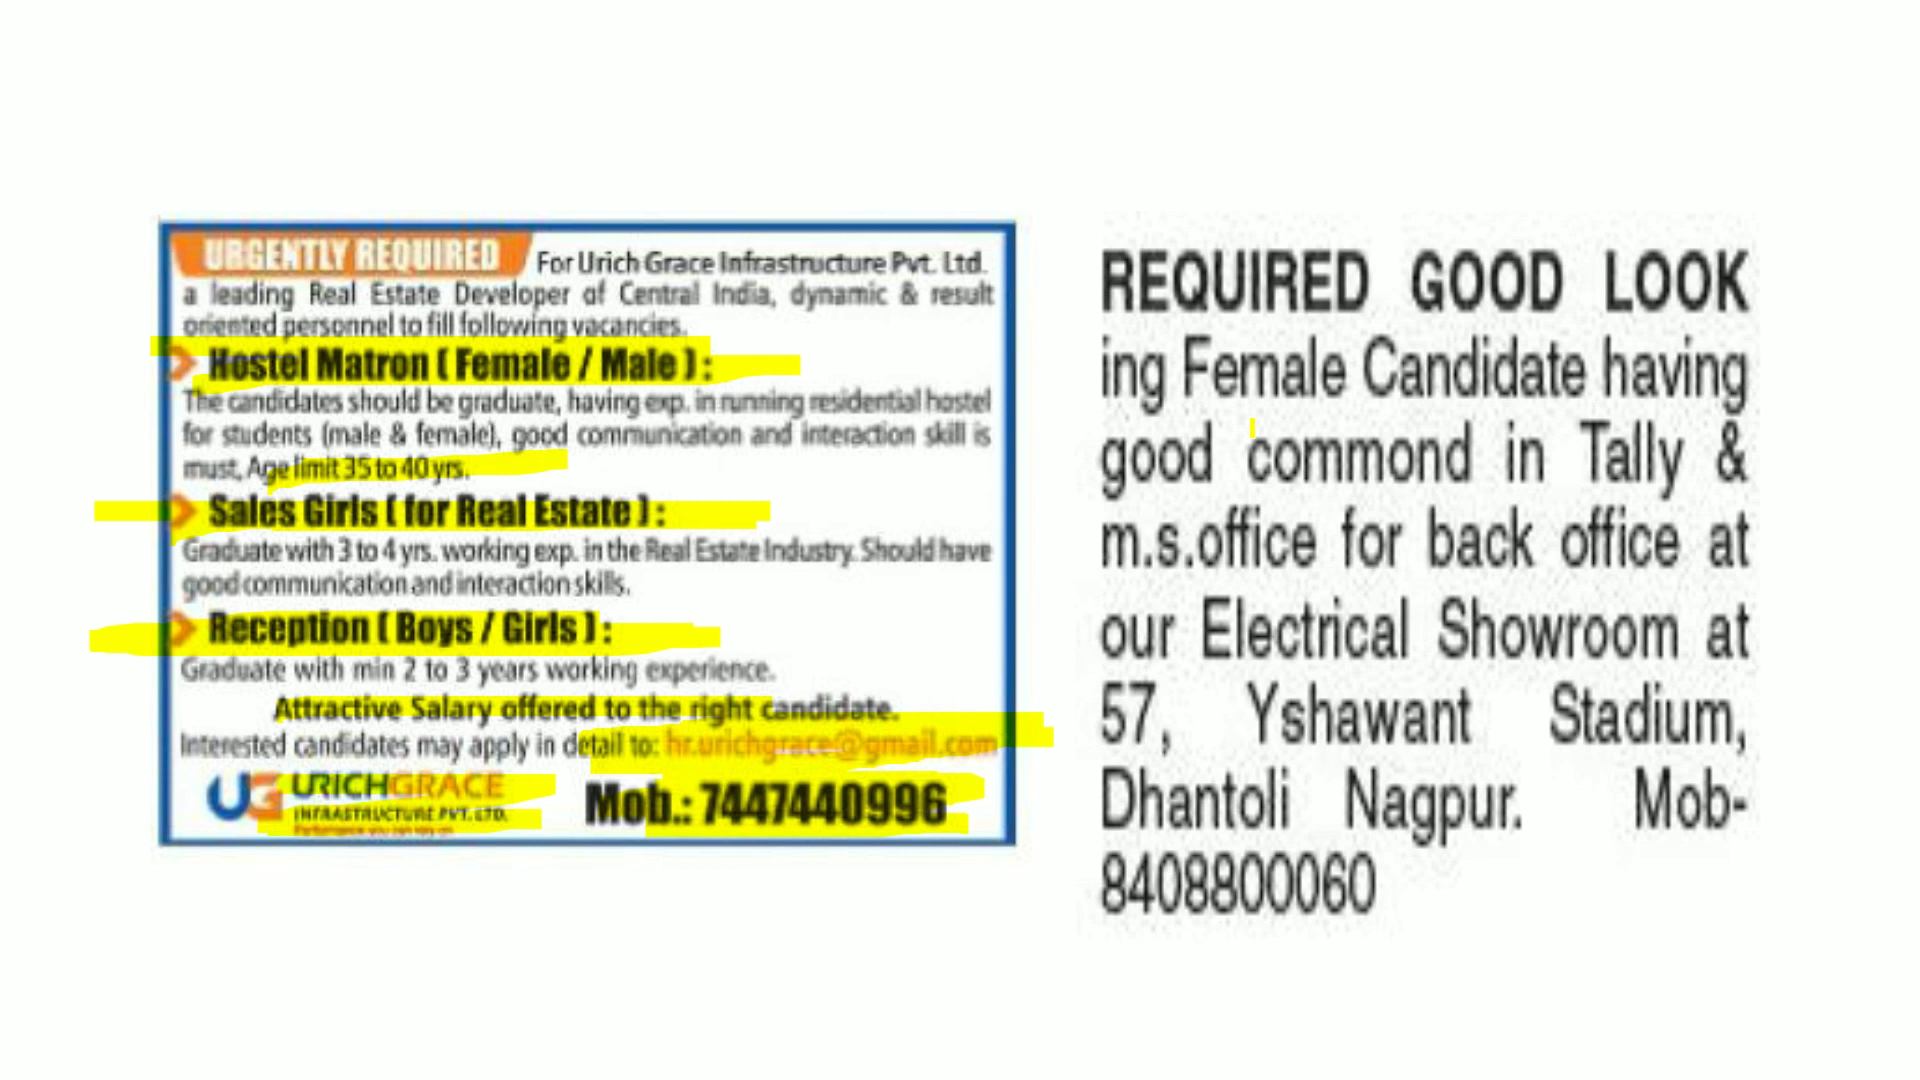 URGENTLY REQUIRED For Urich Grace Infrastructure Pvt. Ltd.
a leading Real Estate Developer of Central India, dynamic & result
oriented personnel to fill following vacancies.
Hostel Matron ( Female / Male ) :
The candidates should be graduate, having exp. in running residential hostel
for students (male & female), good communication and interaction skill is
must, Age limit 35 to 40 yrs.
Sales Girls ( for Real Estate ) :
Graduate with 3 to 4 yrs. working exp. in the Real Estate Industry. Should have
good communication and interaction skills.
Reception ( Boys / Girls ) :
Graduate with min 2 to 3 years working experience.
Attractive Salary offered to the right candidate.
Interested candidates may apply in detail to: hr.urichgrace@gmail.com
UG URICHGRACE
INFRASTRUCTURE PVT. LTD.
Performance you can rely on
Mob.: 7447440996
REQUIRED GOOD LOOK
ing Female Candidate having
good commond in Tally &
m.s.office for back office at
our Electrical Showroom at
57, Yshawant Stadium,
Dhantoli Nagpur. Mob-
8408800060